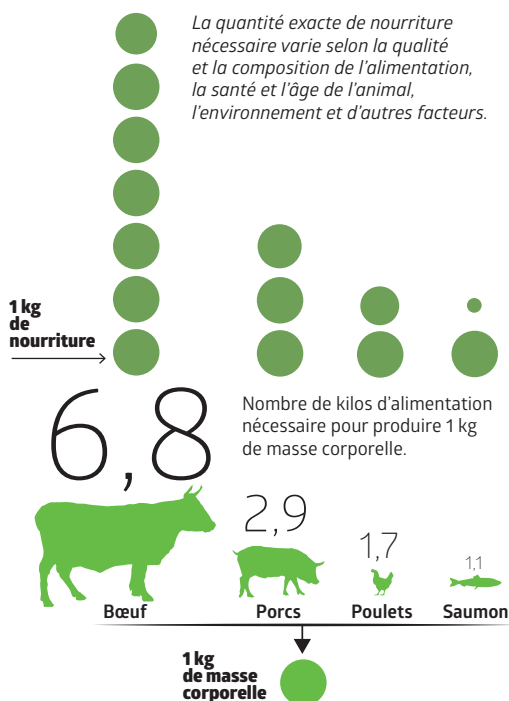 La quantité exacte de nourriture
nécessaire varie selon la qualité
et la composition de l'alimentation,
la santé et l'âge de l'animal,
l'environnement et d'autres facteurs.
1 kg
de
nourriture
6,8
Nombre de kilos d'alimentation
nécessaire pour produire 1 kg
de masse corporelle.
2,9
1,7
1,1
Bœuf
Porcs
Poulets
Saumon
1 kg
de masse
corporelle